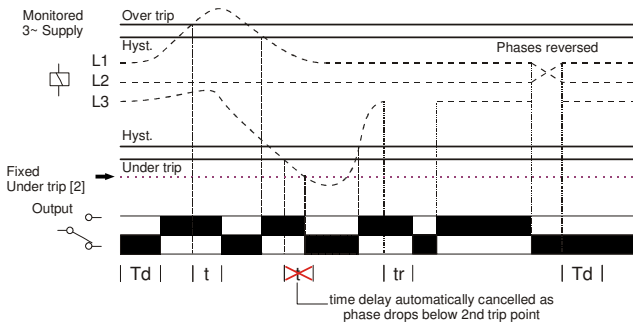 Monitored
3~ Supply
Over trip
Hyst.
L1
Phases reversed
L2
L3
Hyst.
Under trip
Fixed
Under trip [2]
Output
Td
t
t
tr
Td
time delay automatically cancelled as
phase drops below 2nd trip point